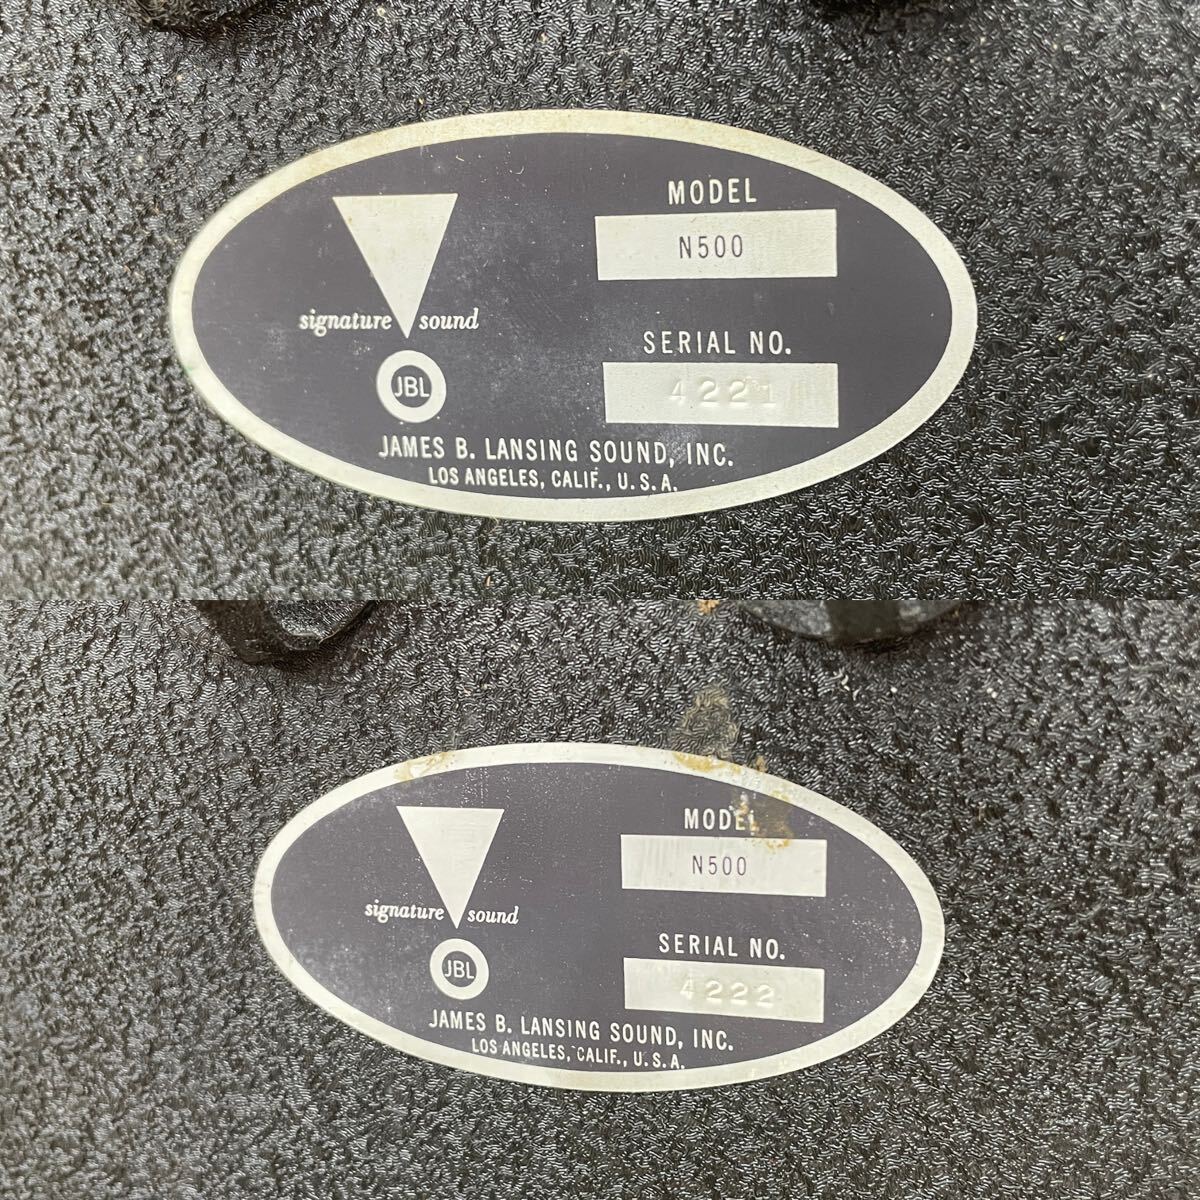 MODEL
N500
signature sound
SERIAL NO.
4221
JBL
JAMES B. LANSING SOUND, INC.
LOS ANGELES, CALIF., U.S.A.
MODEL
N500
signature sound
SERIAL NO.
4222
JBL
JAMES B. LANSING SOUND, INC.
LOS ANGELES, CALIF., U.S.A.